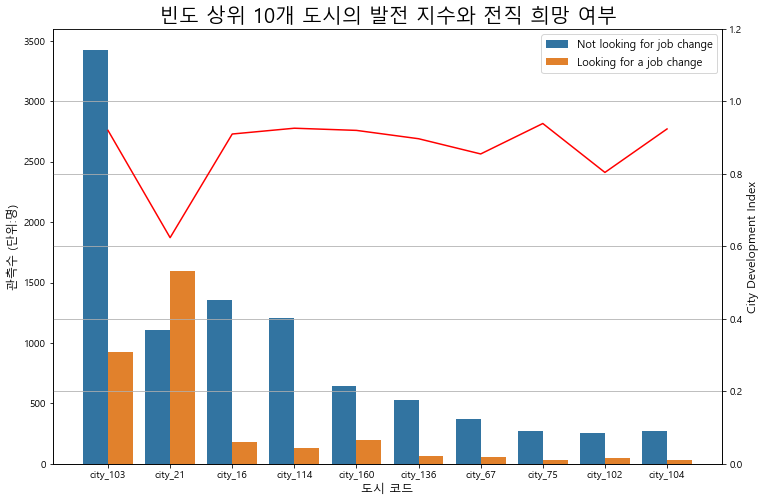 빈도 상위 10개 도시의 발전 지수와 전직 희망 여부
Not looking for job change
Looking for a job change
관측수 (단위:명)
3500
3000
2500
2000
1500
1000
500
0
City Development Index
1.2
1.0
0.8
0.6
0.4
0.2
0.0
city_103 city_21 city_16 city_114 city_160 city_136 city_67 city_75 city_102 city_104
도시 코드